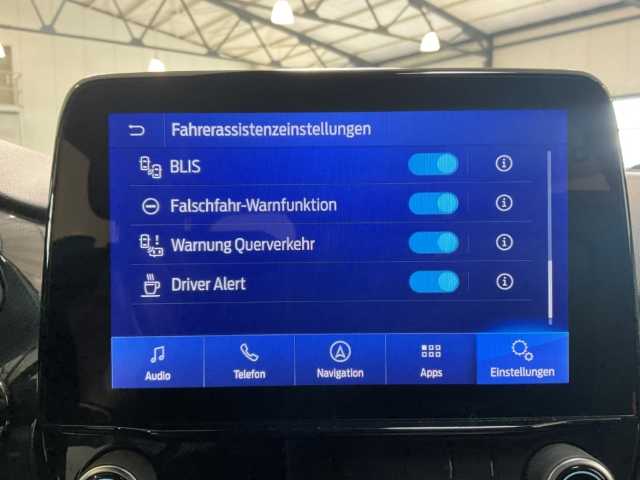 Fahrerassistenzeinstellungen
BLIS
Falschfahr-Warnfunktion
Warnung Querverkehr
Driver Alert
Audio
Telefon
Navigation
Apps
Einstellungen